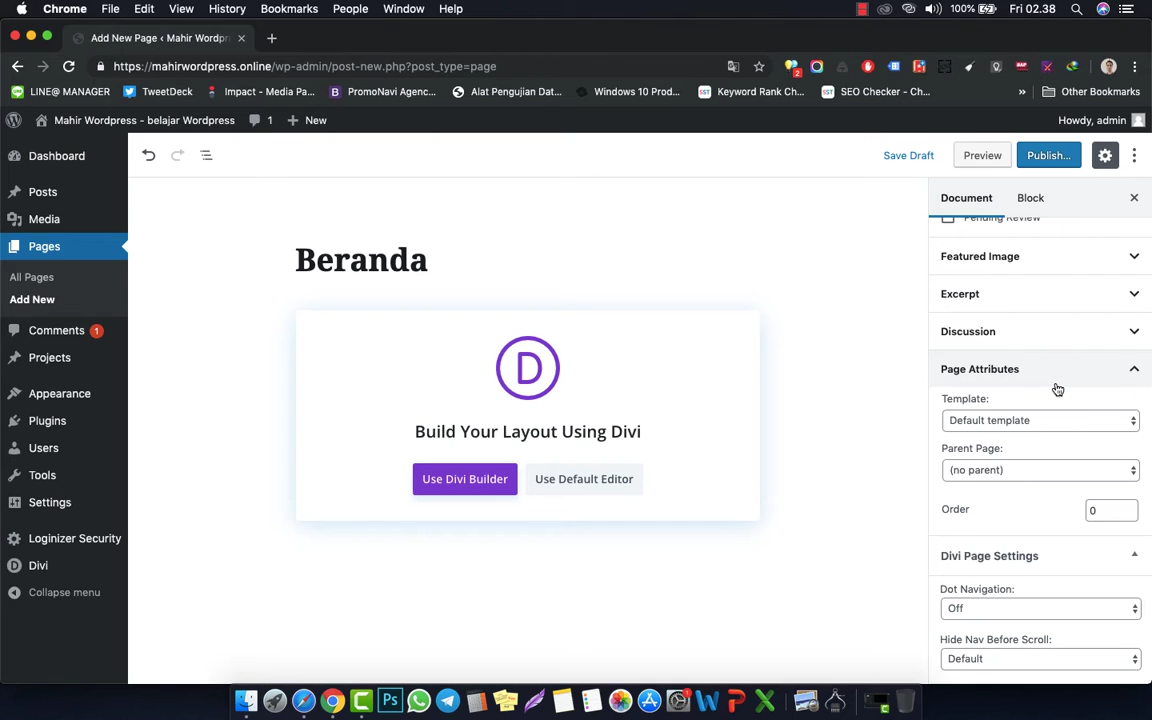 Chrome File Edit View History Bookmarks People Window Help 100% Fri 02.38
Add New Page ‹ Mahir Wordpr
https://mahirwordpress.online/wp-admin/post-new.php?post_type=page
LINE@ MANAGER TweetDeck Impact - Media Pa... PromoNavi Agenc... Alat Pengujian Dat... Windows 10 Prod... Keyword Rank Ch... SEO Checker - Ch... » Other Bookmarks
Mahir Wordpress - belajar Wordpress 1 New Howdy, admin
Dashboard
Posts
Media
Pages
All Pages
Add New
Comments 1
Projects
Appearance
Plugins
Users
Tools
Settings
Loginizer Security
Divi
Collapse menu
Save Draft Preview Publish...
Beranda
D
Build Your Layout Using Divi
Use Divi Builder Use Default Editor
Document Block
Pending Review
Featured Image
Excerpt
Discussion
Page Attributes
Template:
Default template
Parent Page:
(no parent)
Order 0
Divi Page Settings
Dot Navigation:
Off
Hide Nav Before Scroll:
Default